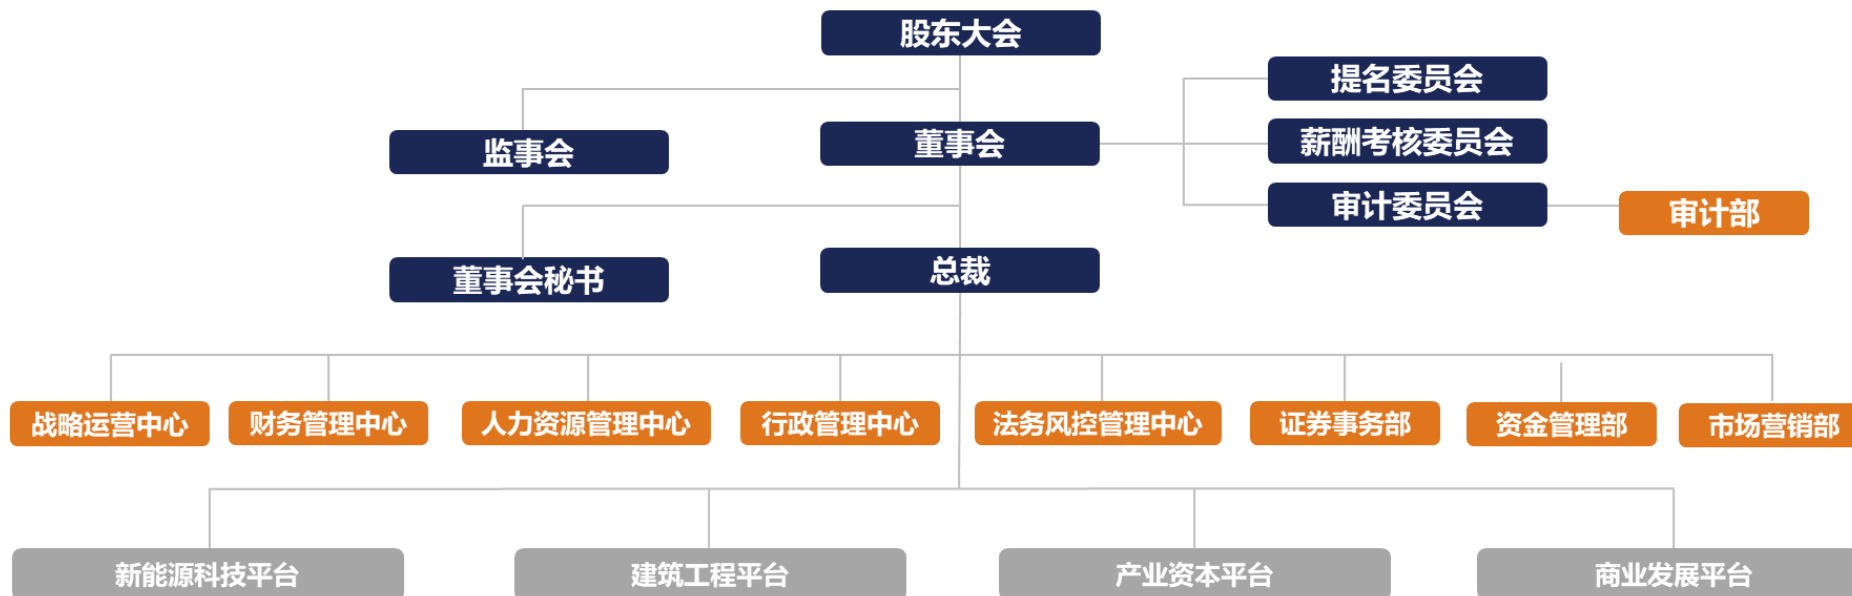 股东大会
提名委员会
监事会
董事会
薪酬考核委员会
审计委员会
审计部
董事会秘书
总裁
战略运营中心
财务管理中心
人力资源管理中心
行政管理中心
法务风控管理中心
证券事务部
资金管理部
市场营销部
新能源科技平台
建筑工程平台
产业资本平台
商业发展平台